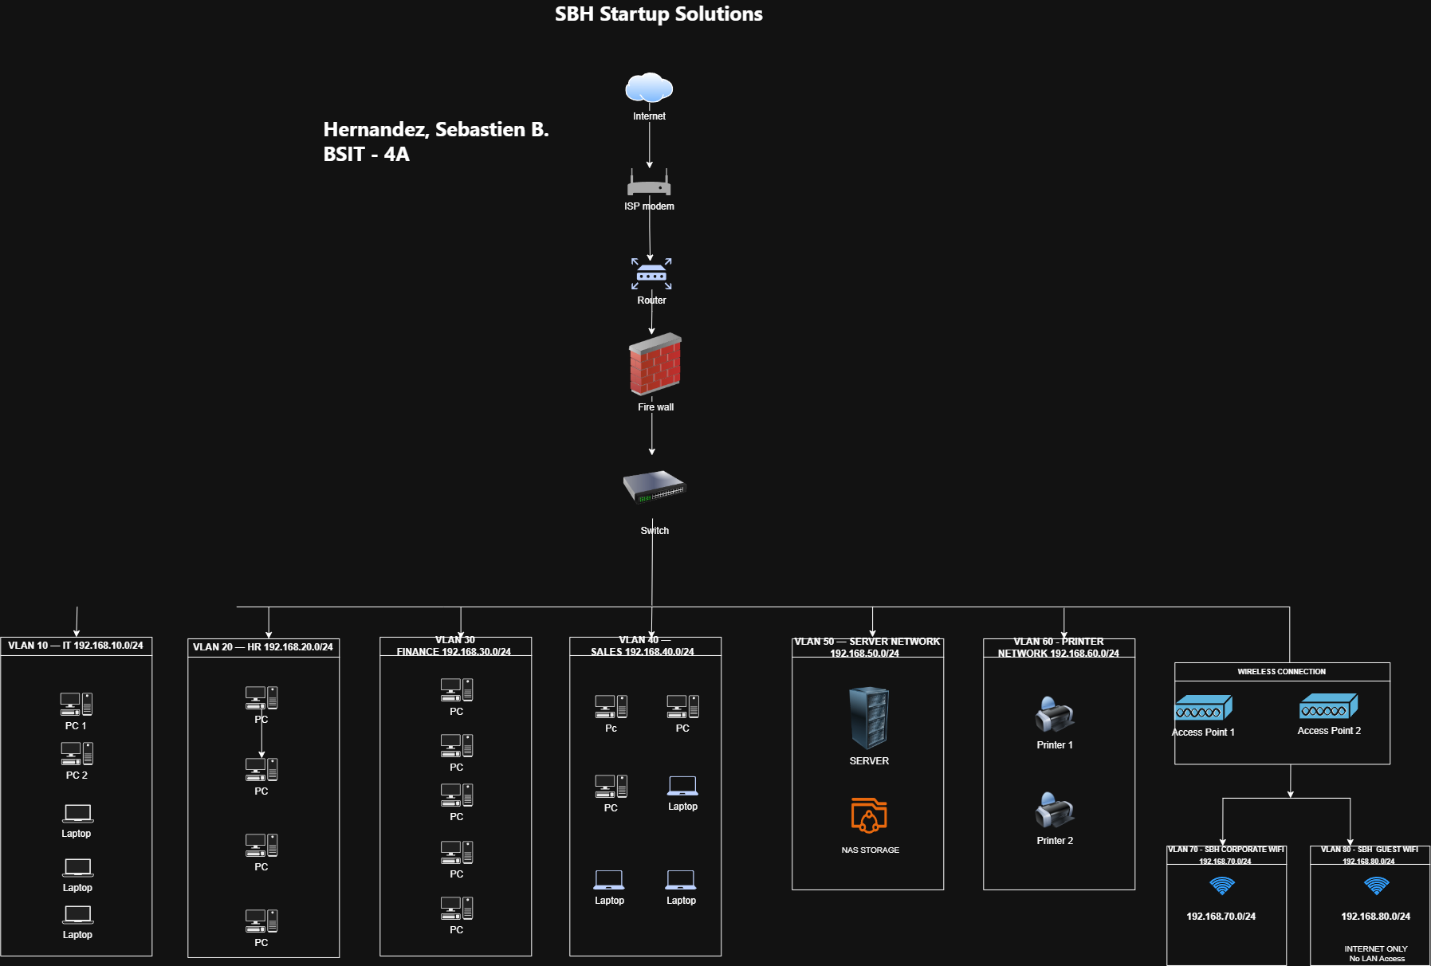 SBH Startup Solutions
Internet
Hernandez, Sebastien B.
BSIT - 4A
ISP modem
Router
Fire wall
Switch
VLAN 10 — IT 192.168.10.0/24
PC 1
PC 2
Laptop
Laptop
Laptop
VLAN 20 — HR 192.168.20.0/24
PC
PC
PC
PC
VLAN 30
FINANCE 192.168.30.0/24
PC
PC
PC
PC
PC
VLAN 40 —
SALES 192.168.40.0/24
Pc
PC
PC
Laptop
Laptop
Laptop
VLAN 50 — SERVER NETWORK
192.168.50.0/24
SERVER
NAS STORAGE
VLAN 60 - PRINTER
NETWORK 192.168.60.0/24
Printer 1
Printer 2
WIRELESS CONNECTION
Access Point 1
Access Point 2
VLAN 70 - SBH CORPORATE WIFI
192.168.70.0/24
192.168.70.0/24
VLAN 80 - SBH GUEST WIFI
192.168.80.0/24
192.168.80.0/24
INTERNET ONLY
No LAN Access